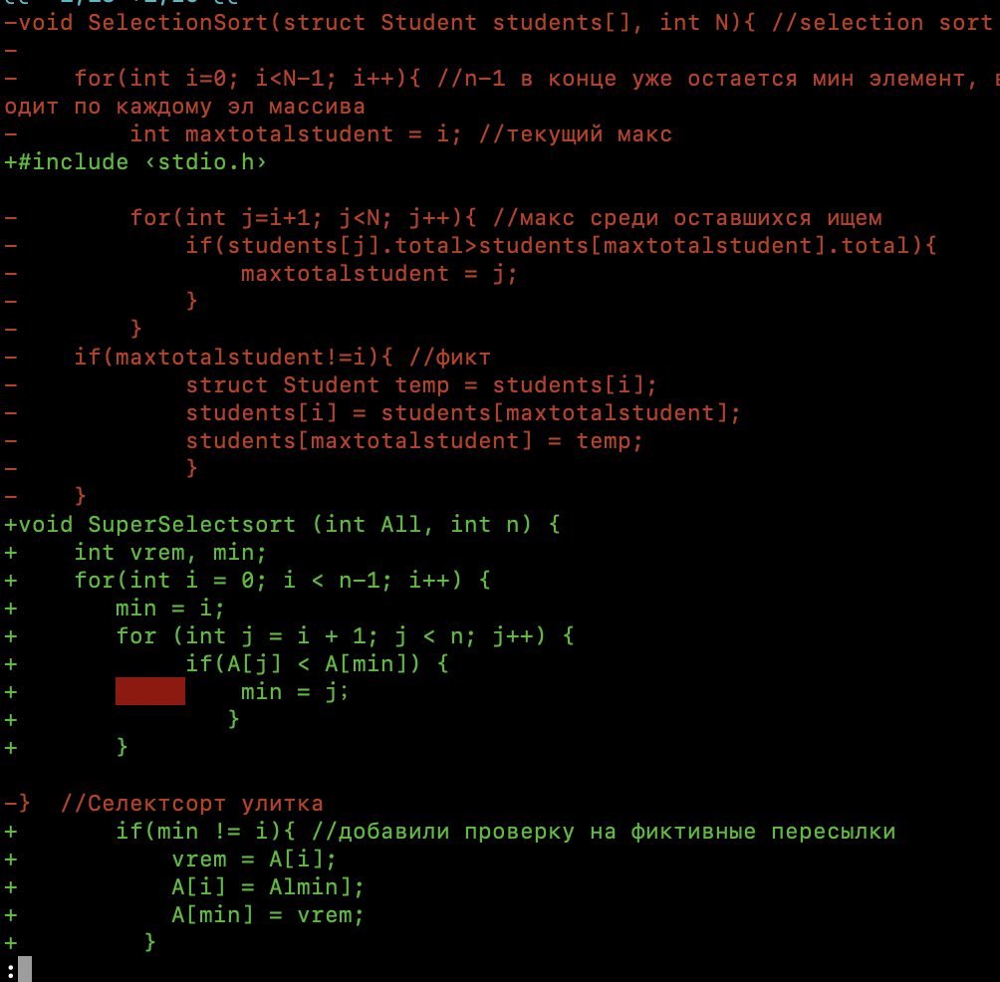 -void SelectionSort(struct Student students[], int N){ //selection sort
-
-    for(int i=0; i<N-1; i++){ //n-1 в конце уже остается мин элемент,
одит по каждому эл массива
-        int maxtotalstudent = i; //текущий макс
+#include ‹stdio.h›

-        for(int j=i+1; j<N; j++){ //макс среди оставшихся ищем
-            if(students[j].total>students[maxtotalstudent].total){
-                maxtotalstudent = j;
-            }
-        }
-    if(maxtotalstudent!=i){ //фикт
-            struct Student temp = students[i];
-            students[i] = students[maxtotalstudent];
-            students[maxtotalstudent] = temp;
-            }
-    }
+void SuperSelectsort (int All, int n) {
+    int vrem, min;
+    for(int i = 0; i < n-1; i++) {
+       min = i;
+       for (int j = i + 1; j < n; j++) {
+            if(A[j] < A[min]) {
+                min = j;
+               }
+       }

-}  //Селектсорт улитка
+       if(min != i){ //добавили проверку на фиктивные пересылки
+           vrem = A[i];
+           A[i] = Almin];
+           A[min] = vrem;
+         }
: